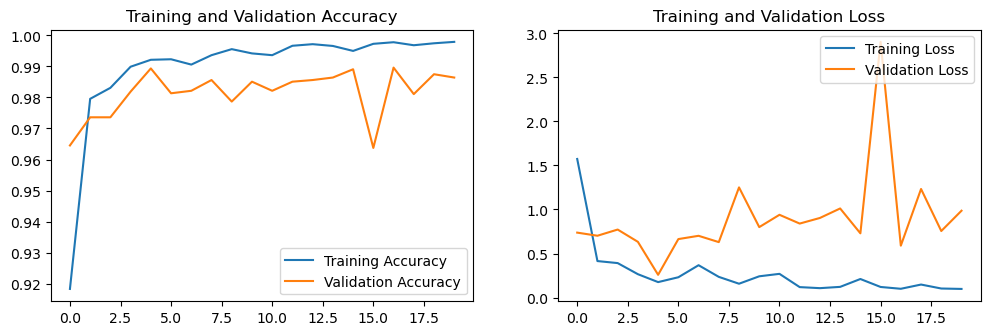 Training and Validation Accuracy
1.00
0.99
0.98
0.97
0.96
0.95
0.94
0.93
0.92
Training Accuracy
Validation Accuracy
0.0 2.5 5.0 7.5 10.0 12.5 15.0 17.5
Training and Validation Loss
3.0
2.5
2.0
1.5
1.0
0.5
0.0
Training Loss
Validation Loss
0.0 2.5 5.0 7.5 10.0 12.5 15.0 17.5